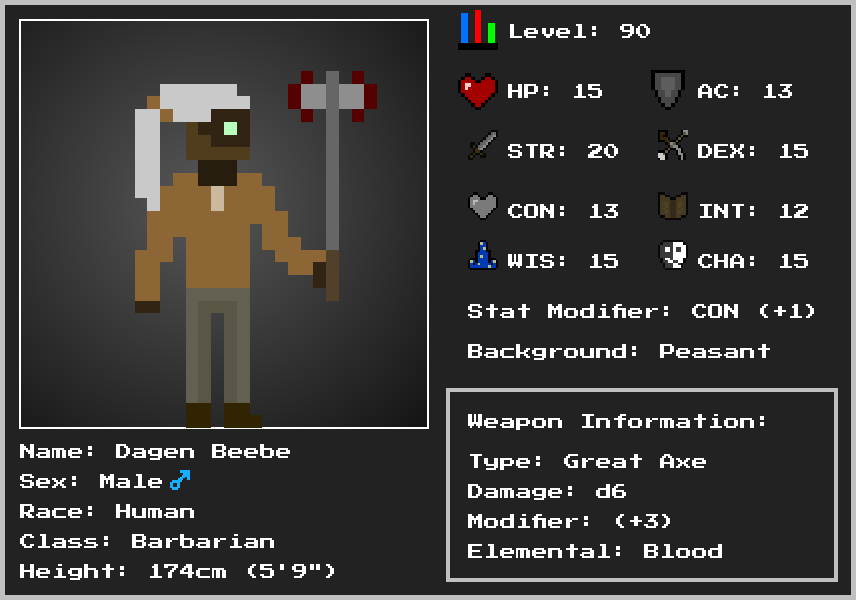 Level: 90
HP: 15 AC: 13
STR: 20 DEX: 15
CON: 13 INT: 12
WIS: 15 CHA: 15
Stat Modifier: CON (+1)
Background: Peasant
Weapon Information:
Type: Great Axe
Damage: d6
Modifier: (+3)
Elemental: Blood
Name: Dagen Beebe
Sex: Male ♂
Race: Human
Class: Barbarian
Height: 174cm (5'9")